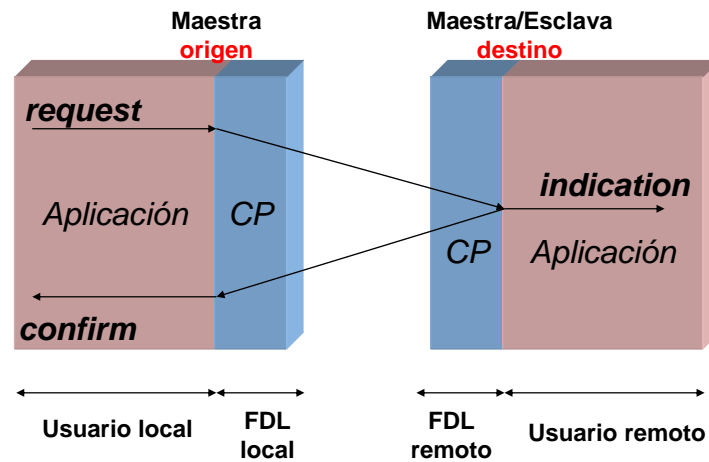 Maestra
origen
Maestra/Esclava
destino
request
indication
Aplicación
CP
CP
Aplicación
confirm
Usuario local
FDL
local
FDL
remoto
Usuario remoto